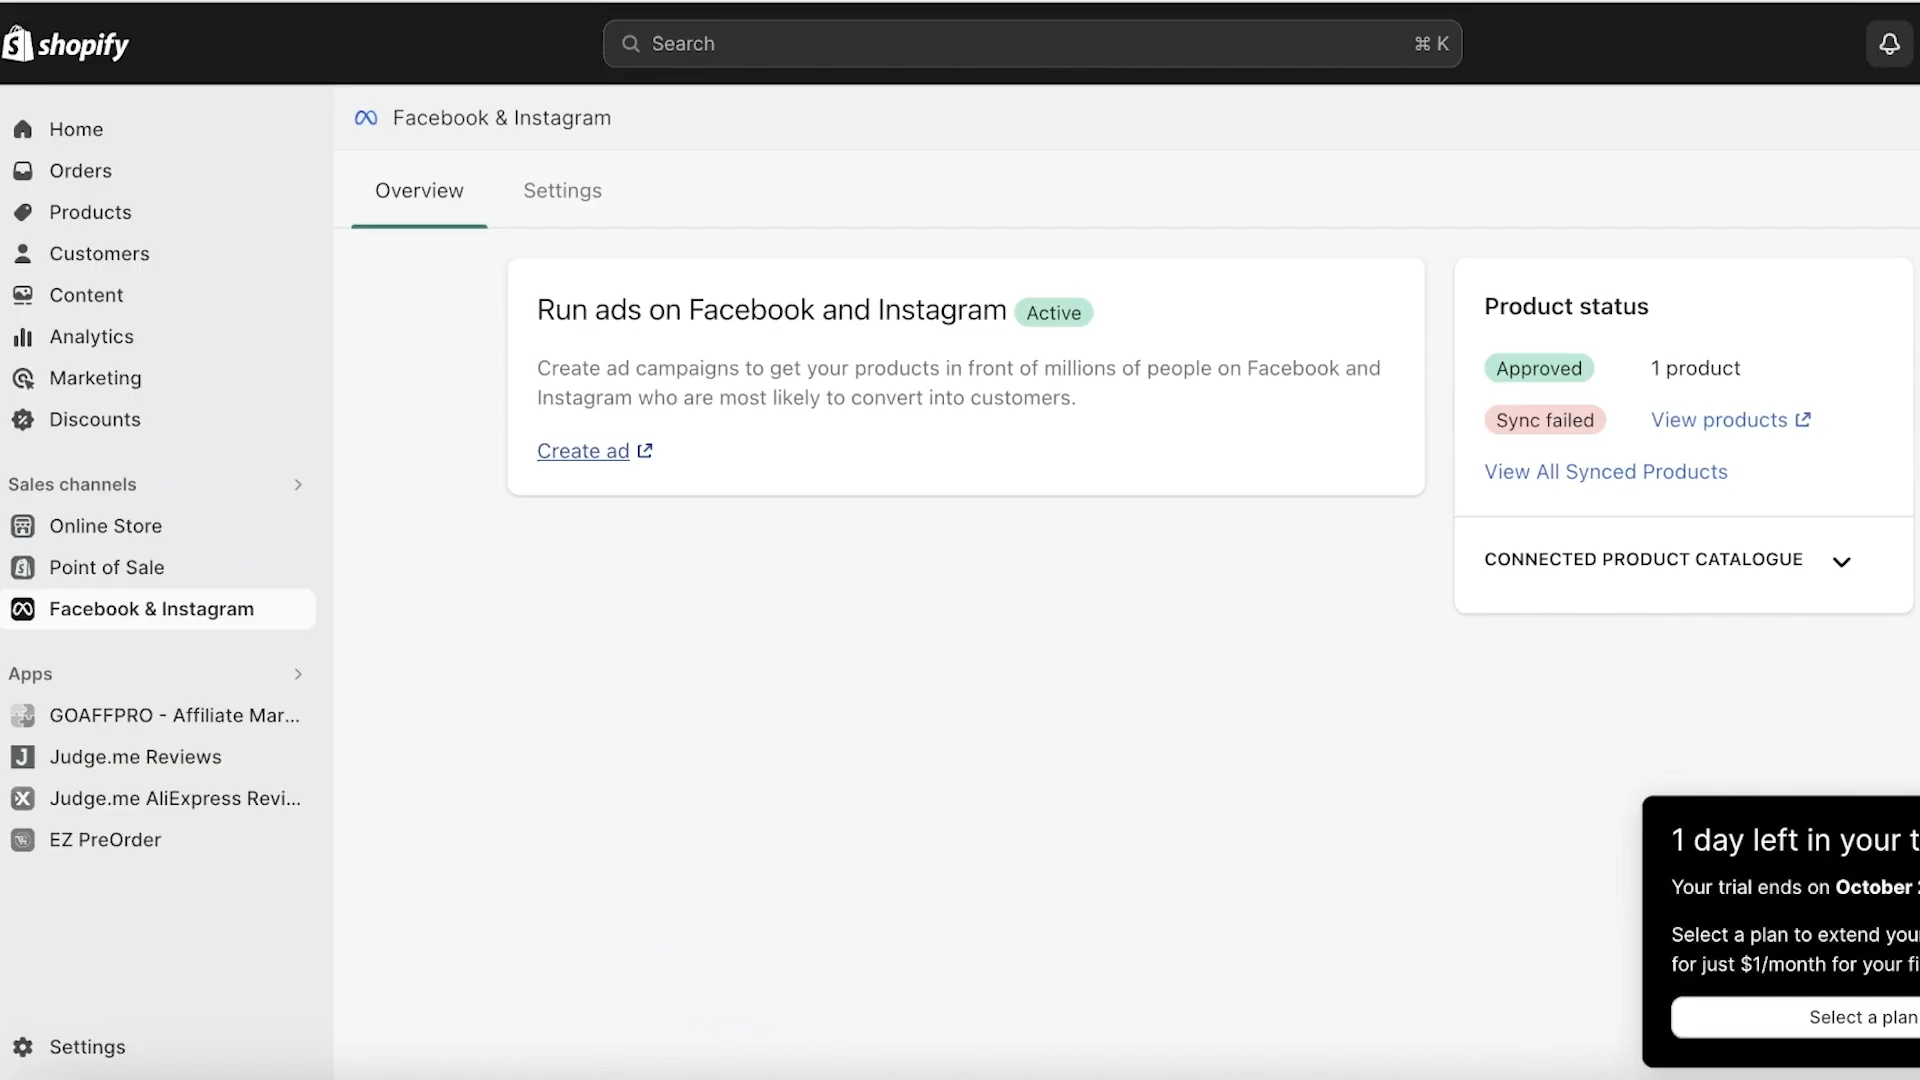 shopify
Search
⌘ K
Home
Orders
Products
Customers
Content
Analytics
Marketing
Discounts
Sales channels
Online Store
Point of Sale
Facebook & Instagram
Apps
GOAFFPRO - Affiliate Mar...
Judge.me Reviews
Judge.me AliExpress Revi...
EZ PreOrder
Settings
Facebook & Instagram
Overview
Settings
Run ads on Facebook and Instagram
Active
Create ad campaigns to get your products in front of millions of people on Facebook and
Instagram who are most likely to convert into customers.
Create ad
Product status
Approved
1 product
Sync failed
View products
View All Synced Products
CONNECTED PRODUCT CATALOGUE
1 day left in your
Your trial ends on October
Select a plan to extend
for just $1/month for your
Select a plan